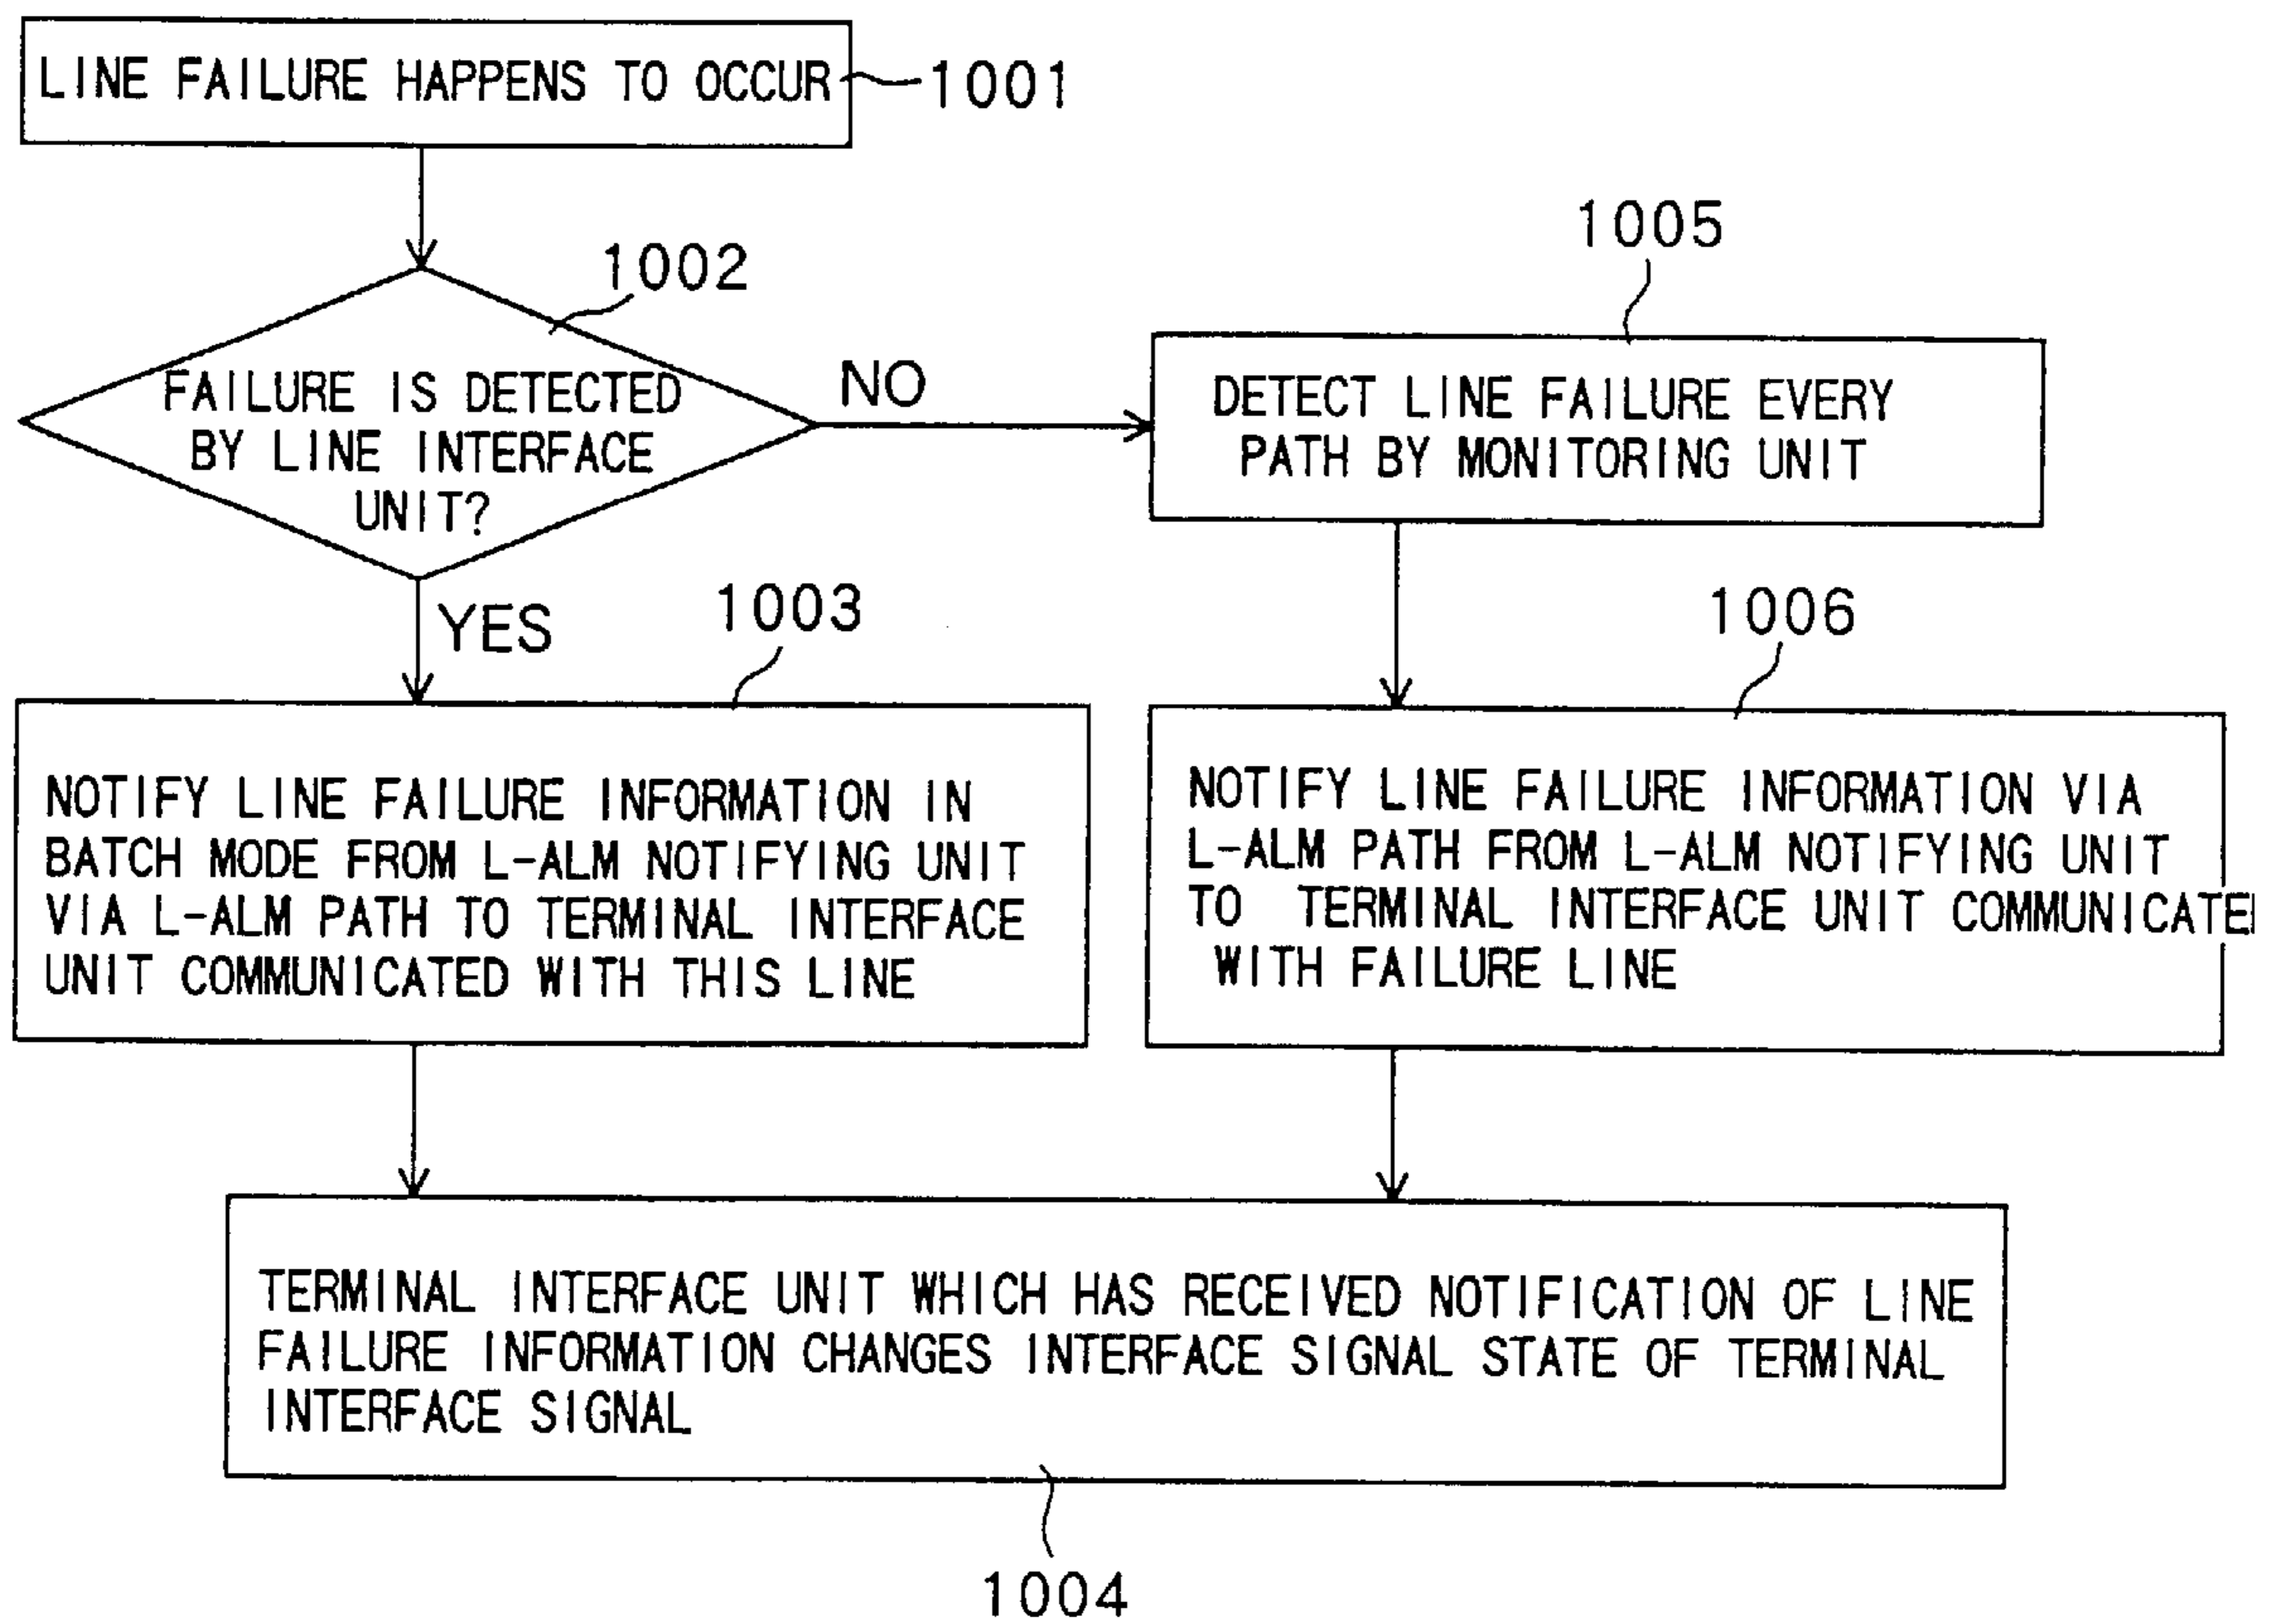 LINE FAILURE HAPPENS TO OCCUR
1001
1002
FAILURE IS DETECTED
BY LINE INTERFACE
UNIT?
NO
YES
1005
DETECT LINE FAILURE EVERY
PATH BY MONITORING UNIT
1003
NOTIFY LINE FAILURE INFORMATION IN
BATCH MODE FROM L-ALM NOTIFYING UNIT
VIA L-ALM PATH TO TERMINAL INTERFACE
UNIT COMMUNICATED WITH THIS LINE
1006
NOTIFY LINE FAILURE INFORMATION VIA
L-ALM PATH FROM L-ALM NOTIFYING UNIT
TO TERMINAL INTERFACE UNIT COMMUNICATE
WITH FAILURE LINE
TERMINAL INTERFACE UNIT WHICH HAS RECEIVED NOTIFICATION OF LINE
FAILURE INFORMATION CHANGES INTERFACE SIGNAL STATE OF TERMINAL
INTERFACE SIGNAL
1004